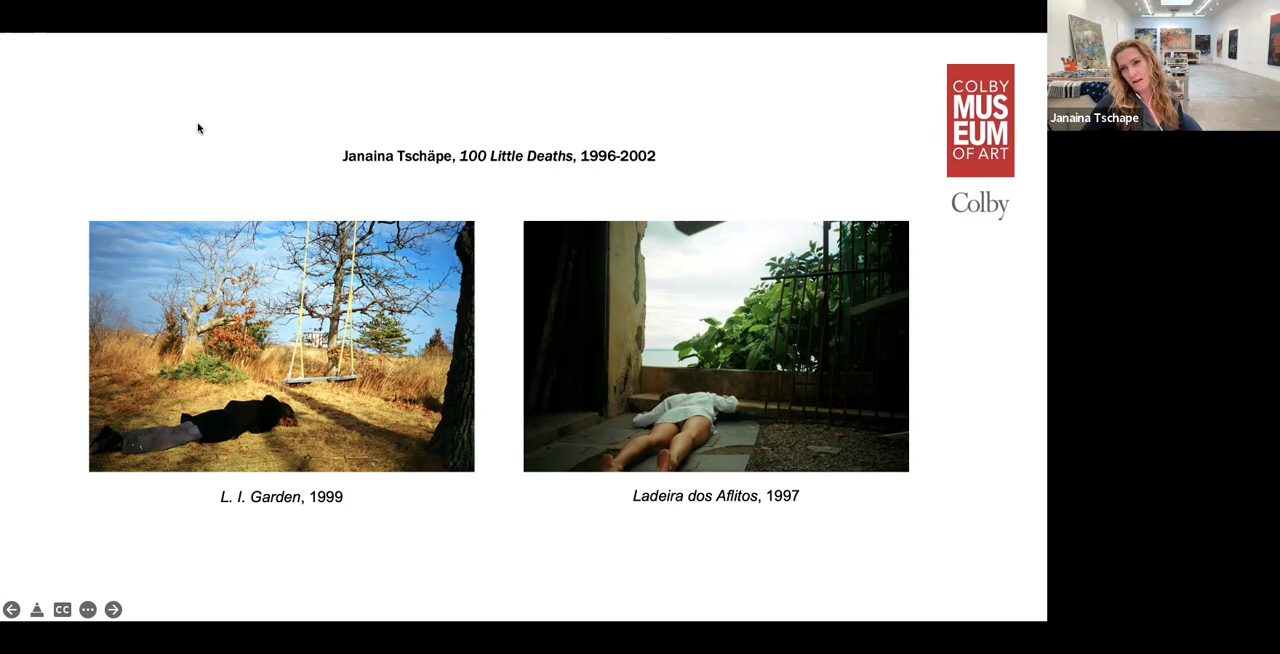 Janaina Tschäpe, 100 Little Deaths, 1996-2002
COLBY
MUS
EUM
OF ART
Colby
Janaina Tschape
L. I. Garden, 1999
Ladeira dos Aflitos, 1997
CC